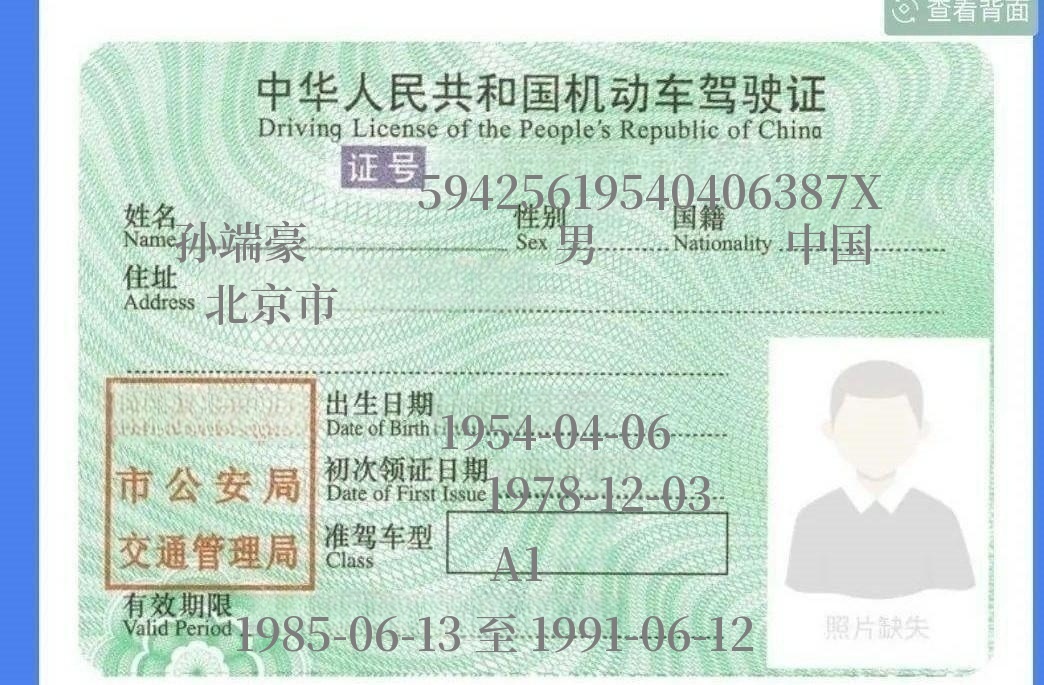 查看背面
中华人民共和国机动车驾驶证
Driving License of the People's Republic of China
证号 59425619540406387X
姓名 孙端豪 性别 男 国籍 中国
Name Sex Nationality
住址
Address 北京市
出生日期
Date of Birth 1954-04-06
初次领证日期
Date of First Issue 1978-12-03
准驾车型
Class A1
市公安局
交通管理局
有效期限
Valid Period 1985-06-13 至 1991-06-12
照片缺失